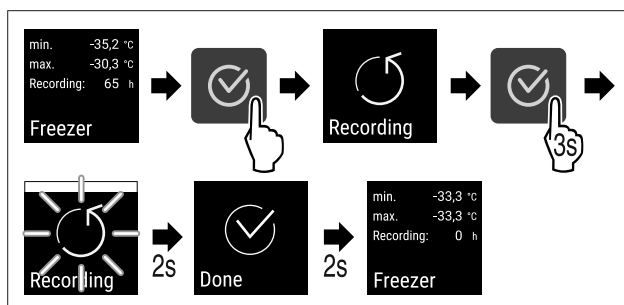 min. -35,2 °C
max. -30,3 °C
Recording: 65 h
Freezer
Recording
3s
Recording
2s
Done
2s
min. -33,3 °C
max. -33,3 °C
Recording: 0 h
Freezer